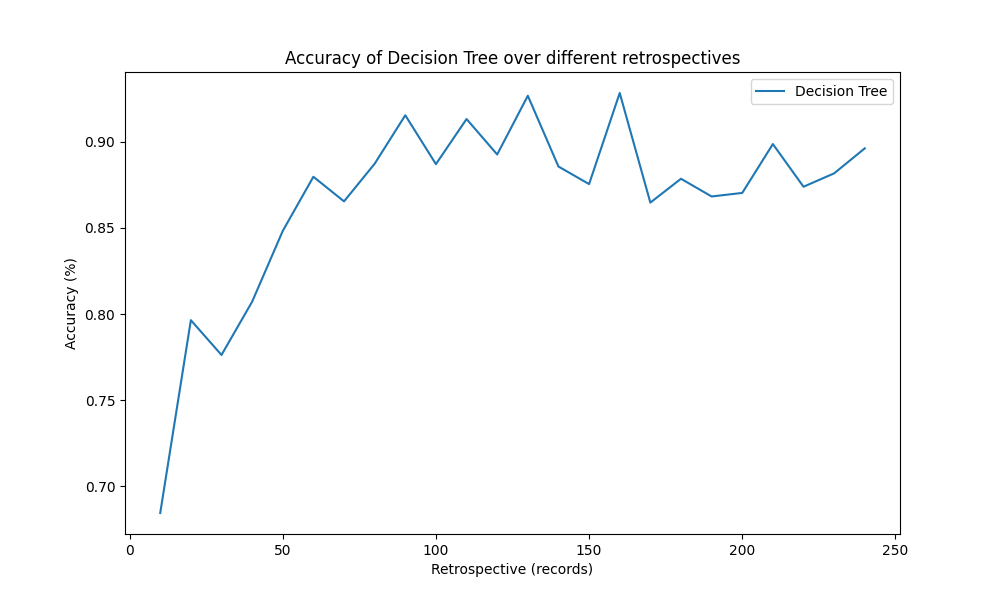 Accuracy of Decision Tree over different retrospectives
Decision Tree
Accuracy (%)
0.90
0.85
0.80
0.75
0.70
0
50
100
150
200
250
Retrospective (records)